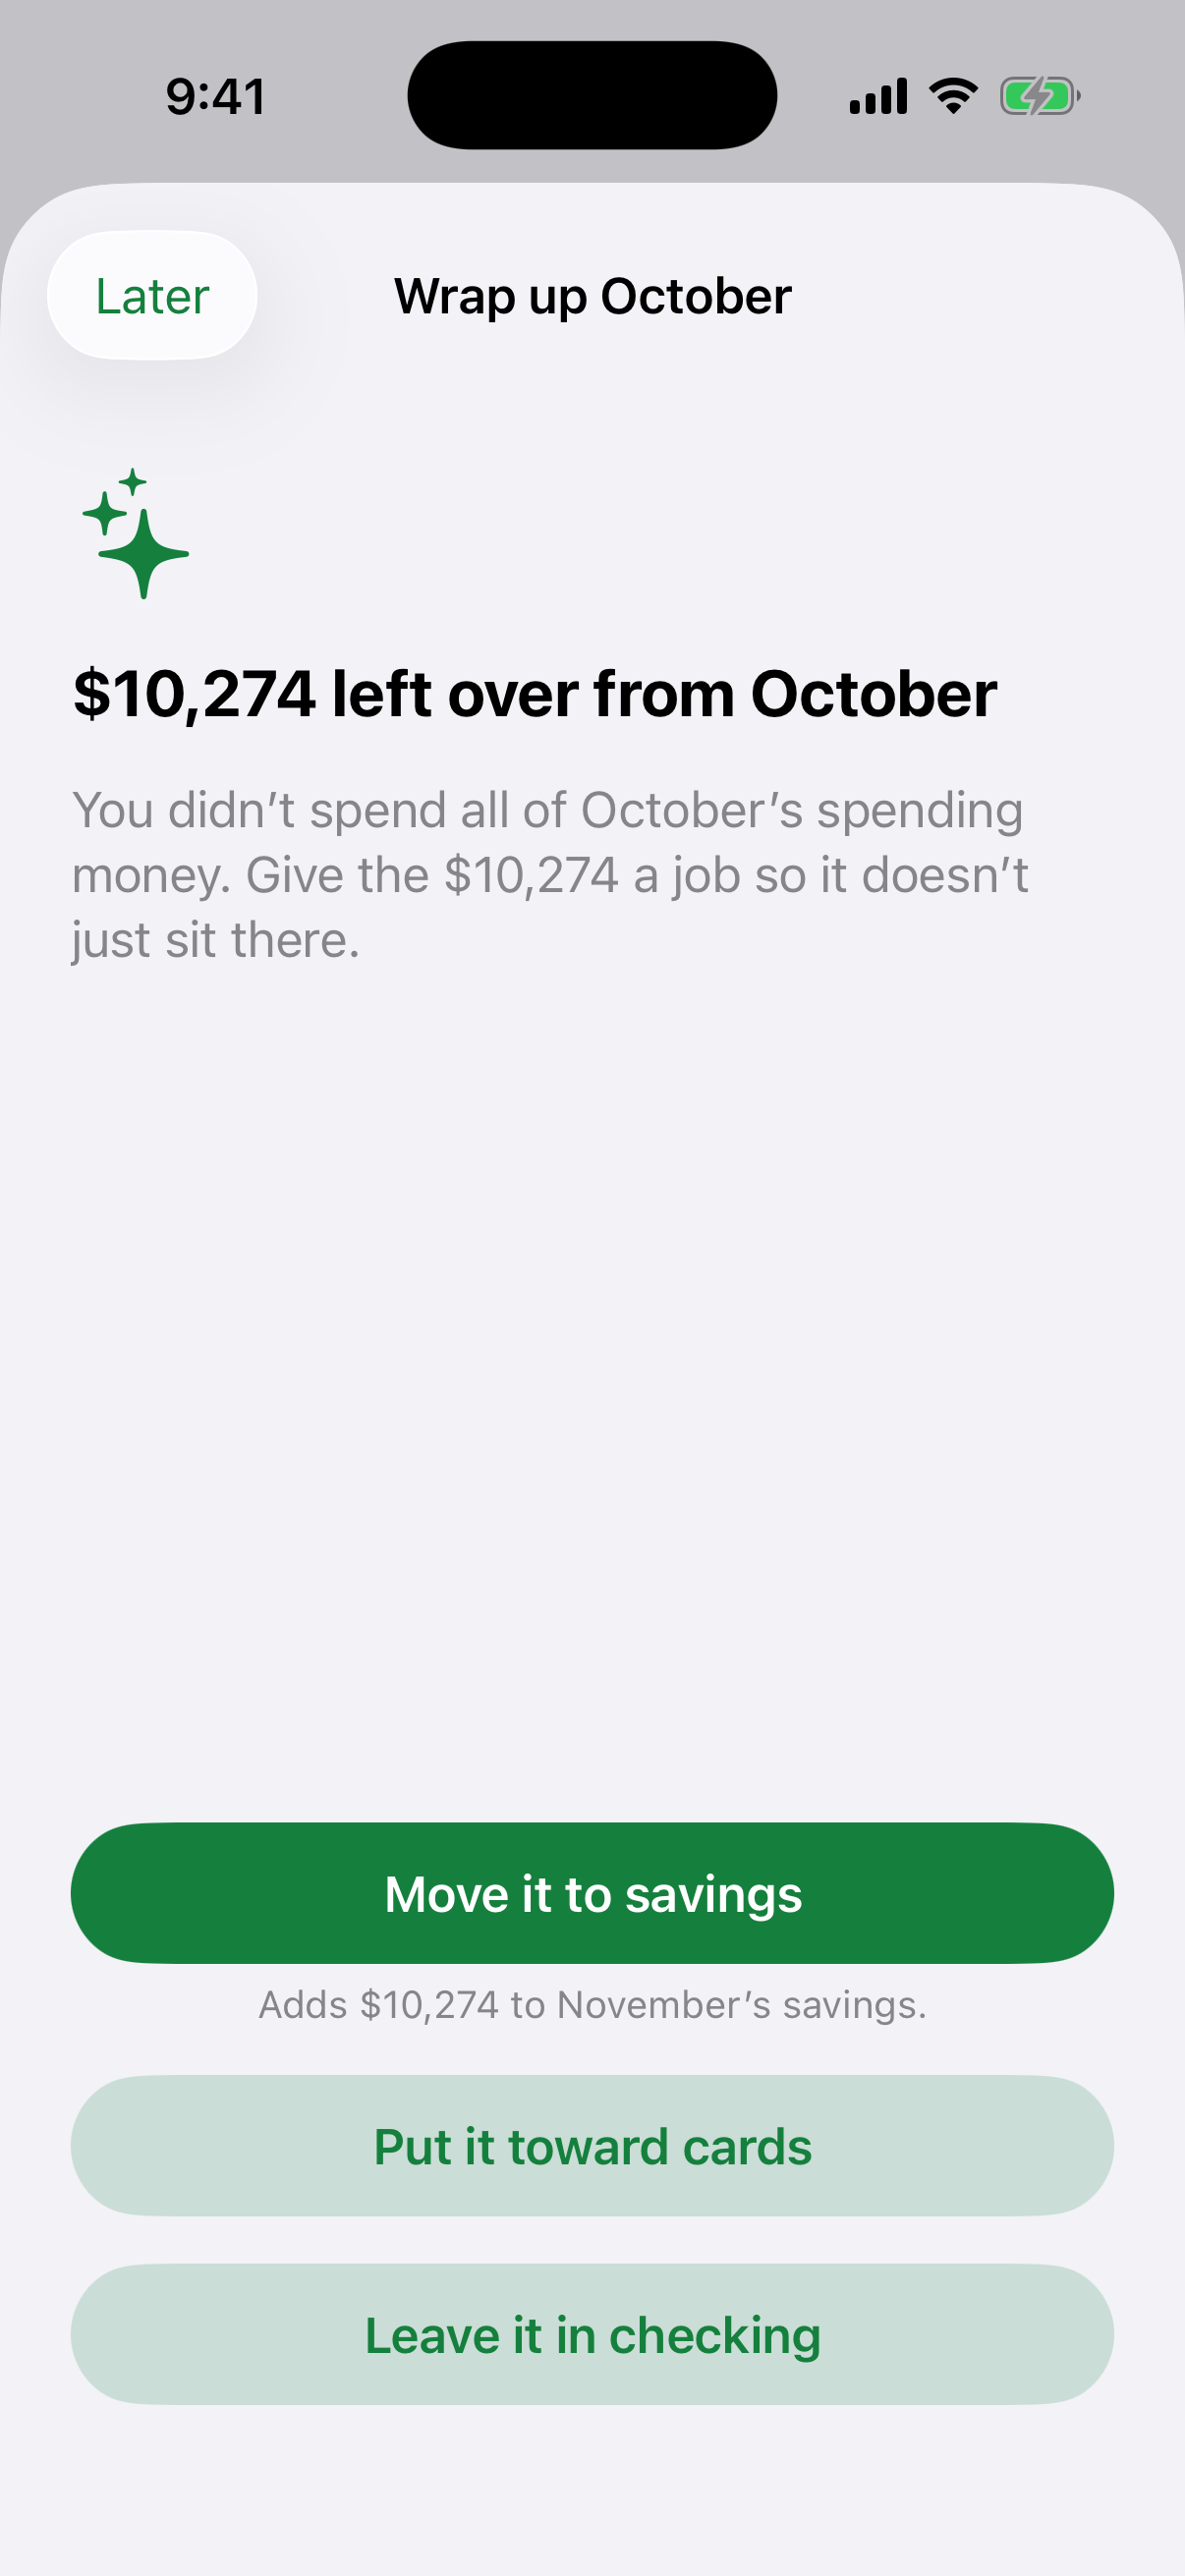 9:41
Later
Wrap up October
$10,274 left over from October
You didn’t spend all of October’s spending
money. Give the $10,274 a job so it doesn’t
just sit there.
Move it to savings
Adds $10,274 to November’s savings.
Put it toward cards
Leave it in checking